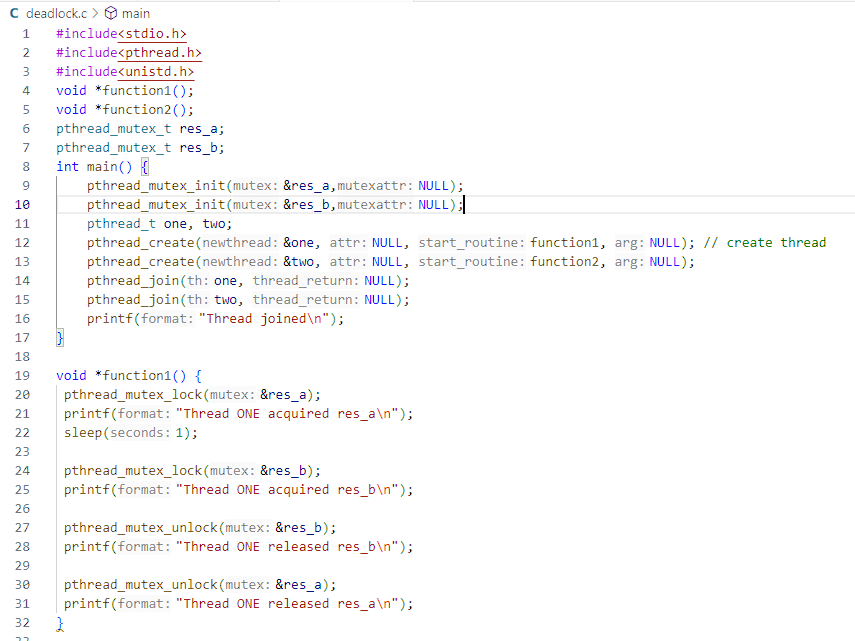 C deadlock.c > main
1 #include<stdio.h>
2 #include<pthread.h>
3 #include<unistd.h>
4 void *function1();
5 void *function2();
6 pthread_mutex_t res_a;
7 pthread_mutex_t res_b;
8 int main() {
9 pthread_mutex_init(mutex: &res_a,mutexattr: NULL);
10 pthread_mutex_init(mutex: &res_b,mutexattr: NULL);
11 pthread_t one, two;
12 pthread_create(newthread: &one, attr: NULL, start_routine: function1, arg: NULL); // create thread
13 pthread_create(newthread: &two, attr: NULL, start_routine: function2, arg: NULL);
14 pthread_join(th: one, thread_return: NULL);
15 pthread_join(th: two, thread_return: NULL);
16 printf(format: "Thread joined\n");
17 }
18
19 void *function1() {
20 pthread_mutex_lock(mutex: &res_a);
21 printf(format: "Thread ONE acquired res_a\n");
22 sleep(seconds: 1);
23
24 pthread_mutex_lock(mutex: &res_b);
25 printf(format: "Thread ONE acquired res_b\n");
26
27 pthread_mutex_unlock(mutex: &res_b);
28 printf(format: "Thread ONE released res_b\n");
29
30 pthread_mutex_unlock(mutex: &res_a);
31 printf(format: "Thread ONE released res_a\n");
32 }